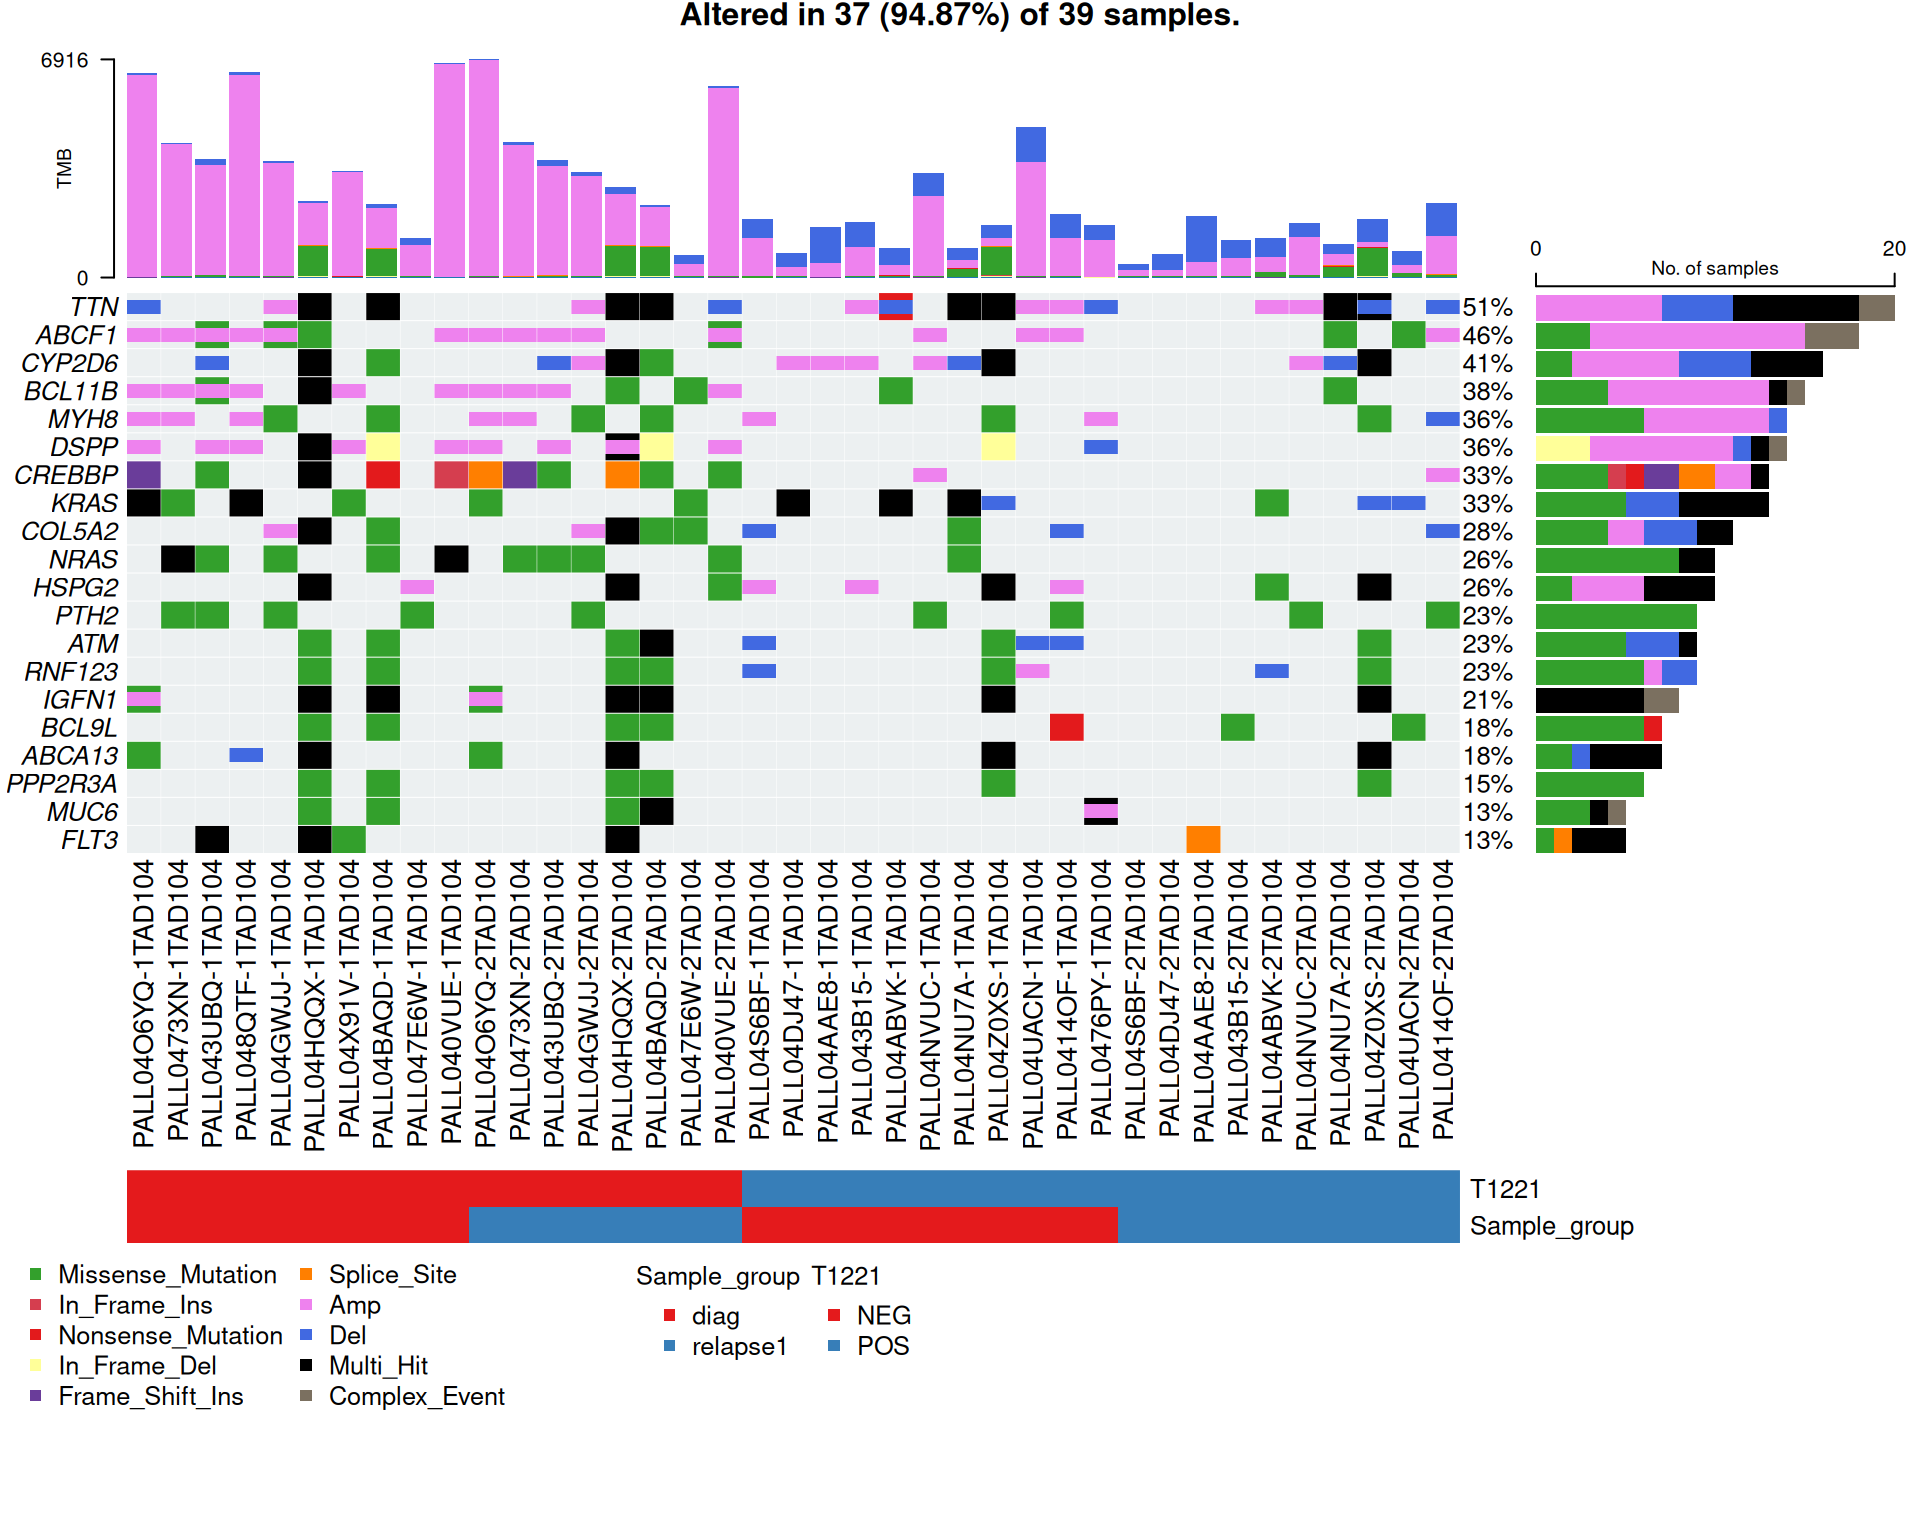 Altered in 37 (94.87%) of 39 samples.
6916
TMB
0
0
20
No. of samples
TTN
51%
ABCF1
46%
CYP2D6
41%
BCL11B
38%
MYH8
36%
DSPP
36%
CREBBP
33%
KRAS
33%
COL5A2
28%
NRAS
26%
HSPG2
26%
PTH2
23%
ATM
23%
RNF123
23%
IGFN1
21%
BCL9L
18%
ABCA13
18%
PPP2R3A
15%
MUC6
13%
FLT3
13%
PALL04O6YQ-1TAD104
PALL0473XN-1TAD104
PALL043UBQ-1TAD104
PALL048QTF-1TAD104
PALL04GWJJ-1TAD104
PALL04HQQX-1TAD104
PALL04X91V-1TAD104
PALL04BAQD-1TAD104
PALL047E6W-1TAD104
PALL040VUE-1TAD104
PALL04O6YQ-2TAD104
PALL0473XN-2TAD104
PALL043UBQ-2TAD104
PALL04GWJJ-2TAD104
PALL04HQQX-2TAD104
PALL04BAQD-2TAD104
PALL047E6W-2TAD104
PALL040VUE-2TAD104
PALL04S6BF-1TAD104
PALL04DJ47-1TAD104
PALL04AAE8-1TAD104
PALL043B15-1TAD104
PALL04ABVK-1TAD104
PALL04NVUC-1TAD104
PALL04NU7A-1TAD104
PALL04Z0XS-1TAD104
PALL04UACN-1TAD104
PALL0414OF-1TAD104
PALL0476PY-1TAD104
PALL04S6BF-2TAD104
PALL04DJ47-2TAD104
PALL04AAE8-2TAD104
PALL043B15-2TAD104
PALL04ABVK-2TAD104
PALL04NVUC-2TAD104
PALL04NU7A-2TAD104
PALL04Z0XS-2TAD104
PALL04UACN-2TAD104
PALL0414OF-2TAD104
T1221
Sample_group
Missense_Mutation
In_Frame_Ins
Nonsense_Mutation
In_Frame_Del
Frame_Shift_Ins
Splice_Site
Amp
Del
Multi_Hit
Complex_Event
Sample_group
diag
relapse1
T1221
NEG
POS